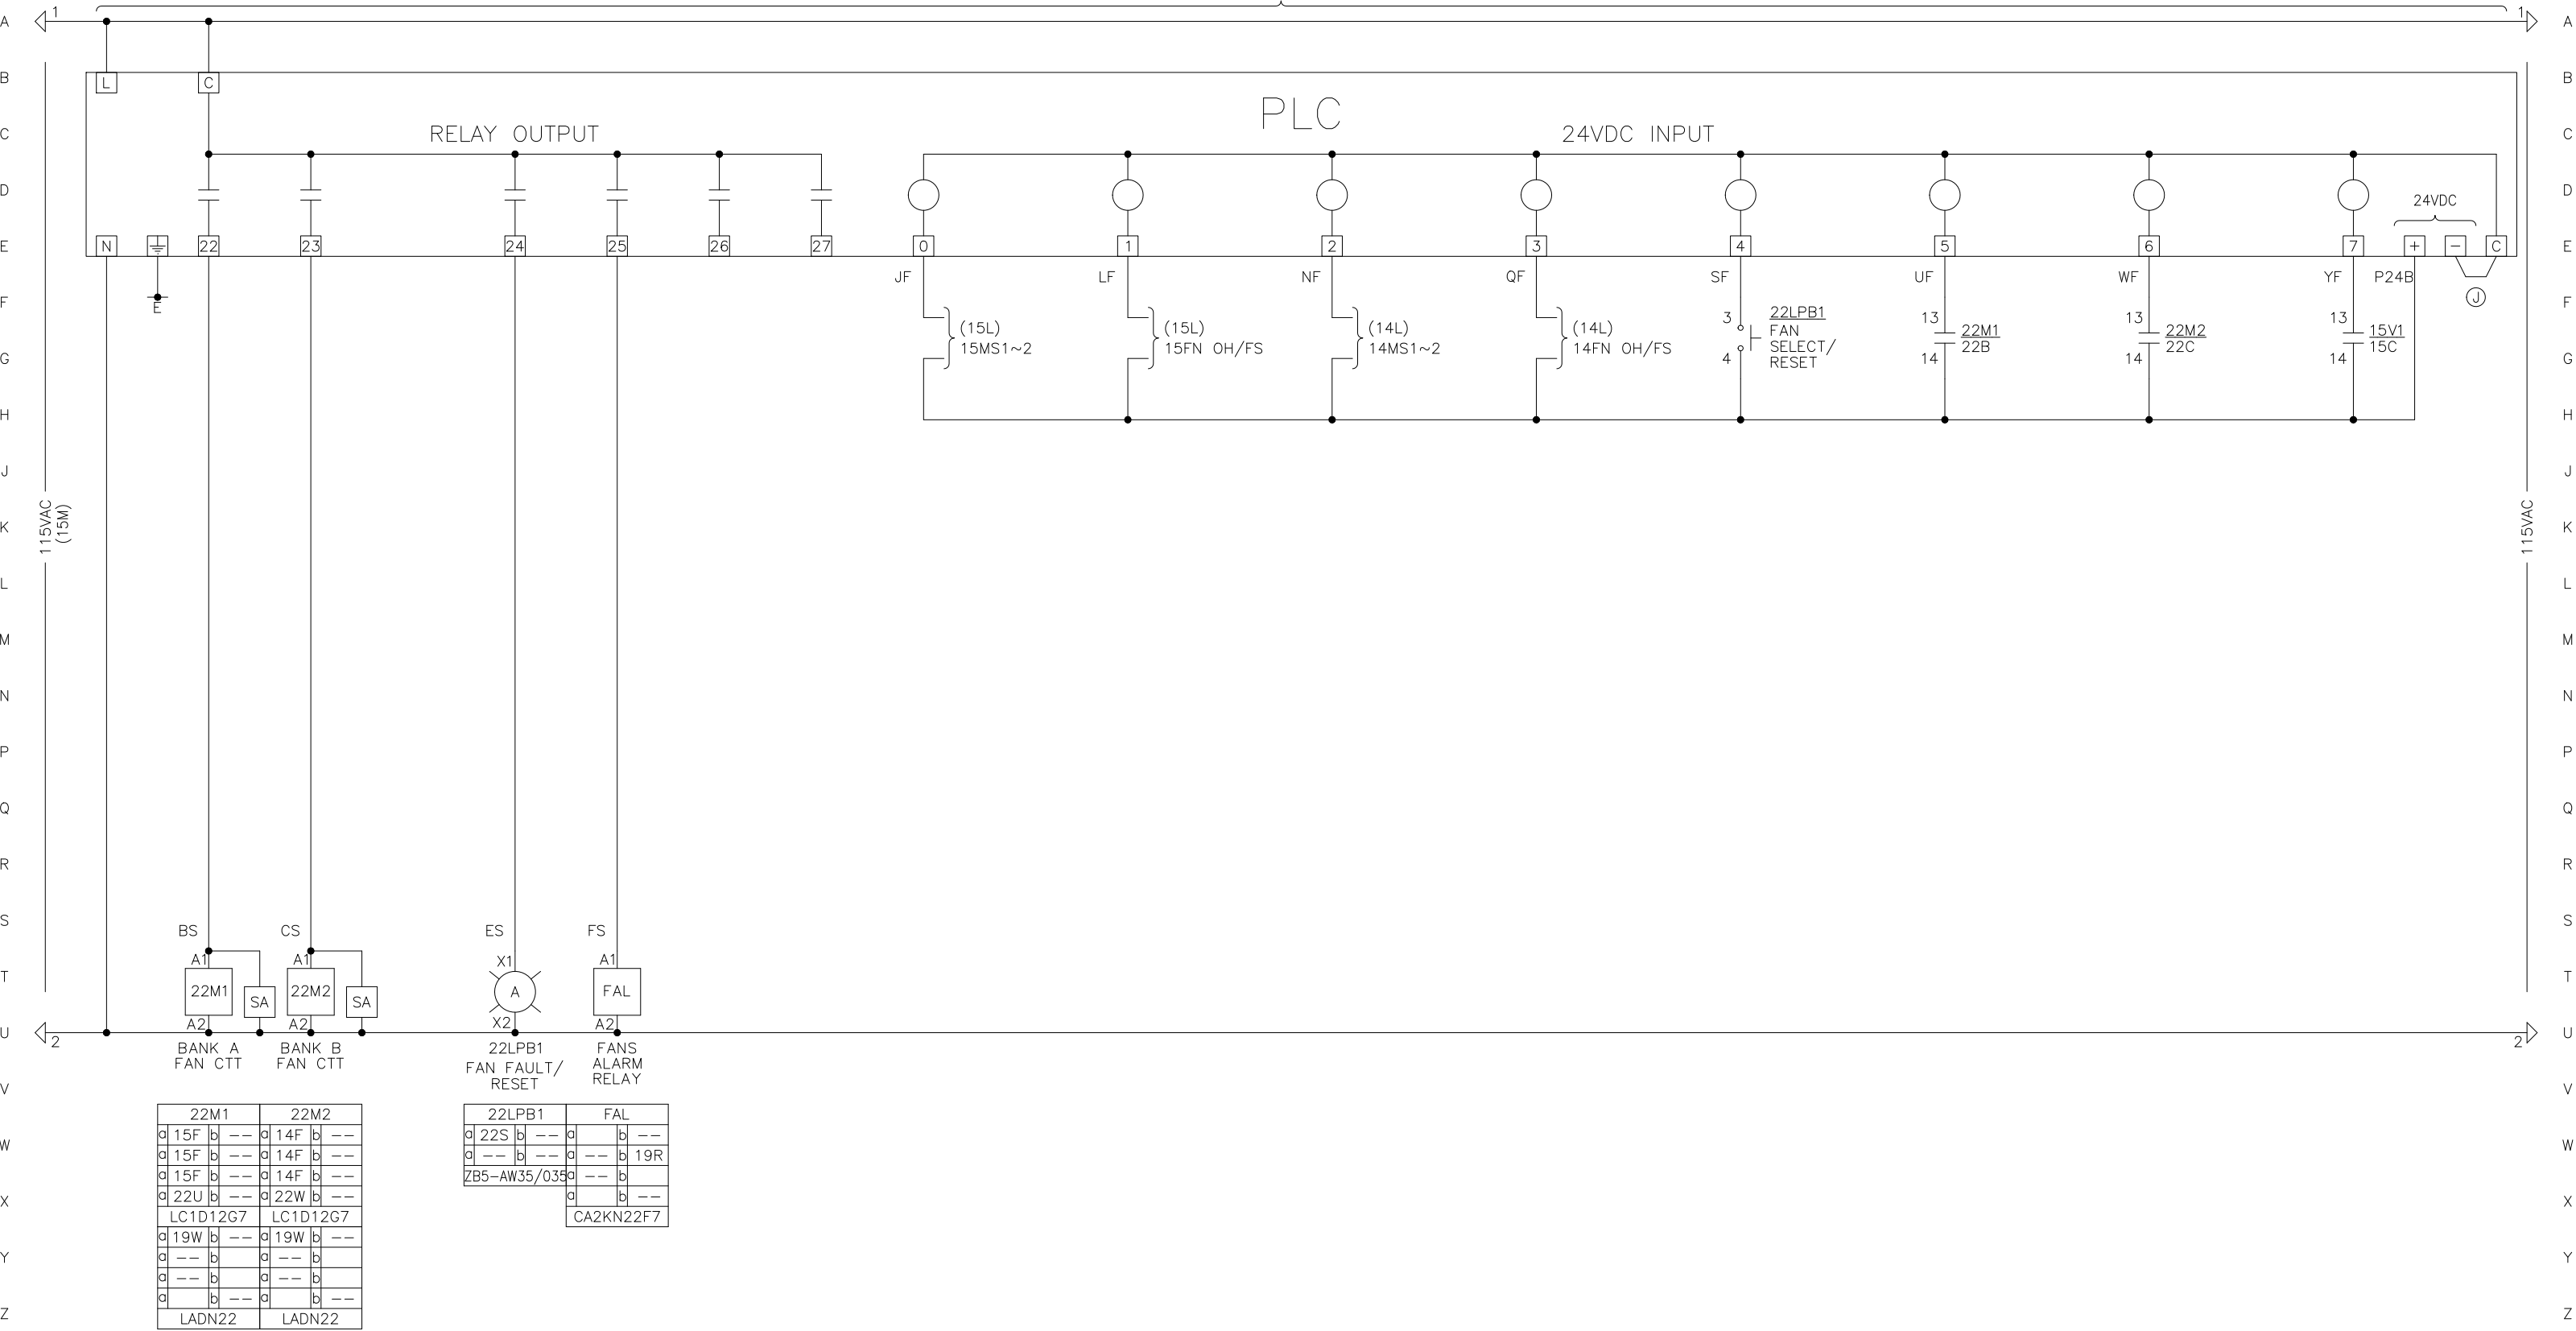 A 1 1 A
B L C B
PLC
C RELAY OUTPUT 24VDC INPUT C
D D
24VDC
E N 22 23 24 25 26 27 0 1 2 3 4 5 6 7 + - C E
JF LF NF QF SF UF WF YF P24B
F E J F
3 22LPB1 13 13 13
(15L) (15L) (14L) (14L) FAN 22M1 22M2 15V1
15MS1~2 15FN OH/FS 14MS1~2 14FN OH/FS SELECT/ 22B 22C 15C
G 4 RESET 14 14 14 G
H H
J J
115VAC
(15M)
115VAC
K K
L L
M M
N N
P P
Q Q
R R
S S
BS CS ES FS
A1 A1 X1 A1
T T
22M1 SA 22M2 SA A FAL
A2 A2 X2 A2
U 2 2 U
BANK A BANK B 22LPB1 FANS
FAN CTT FAN CTT FAN FAULT/ ALARM
RESET RELAY
V V
22M1 22M2 22LPB1 FAL
a 15F b -- a 14F b -- a 22S b -- a b --
W W
a 15F b -- a 14F b -- a -- b -- a -- b 19R
a 15F b -- a 14F b -- ZB5-AW35/035 a -- b
X a 22U b -- a 22W b -- a b -- X
LC1D12G7 LC1D12G7 CA2KN22F7
a 19W b -- a 19W b --
Y a -- b a -- b Y
a -- b a -- b
a b -- a b --
Z LADN22 LADN22 Z